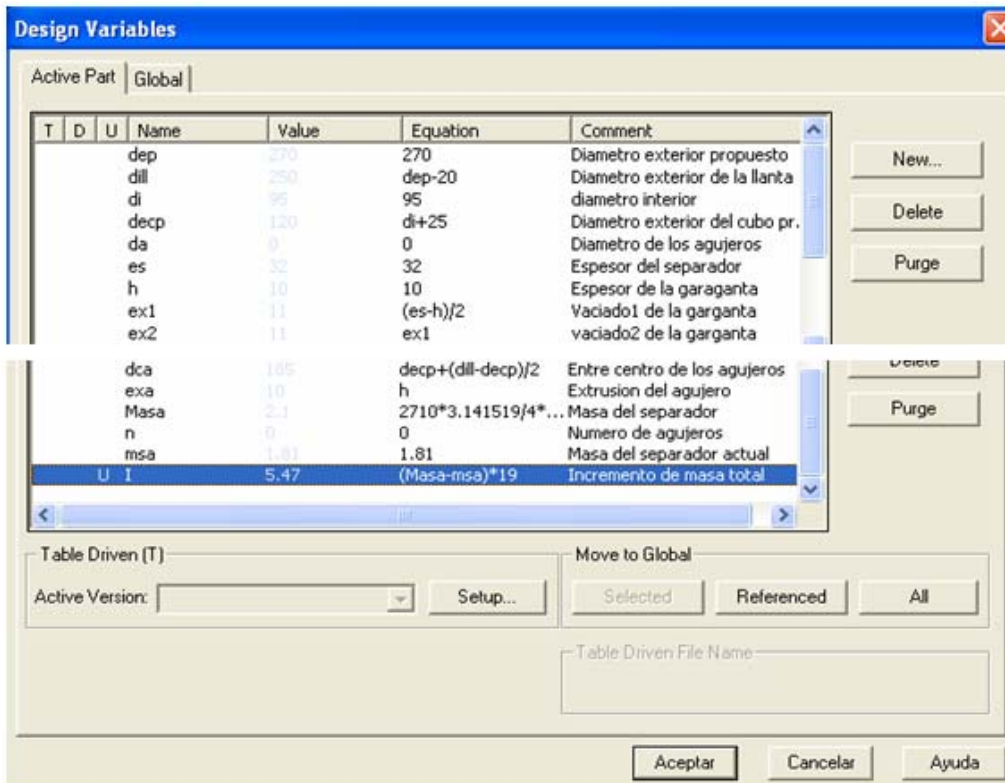 Design Variables
Active Part Global
T D U Name Value Equation Comment
dep 270 270 Diametro exterior propuesto
dill 250 dep-20 Diametro exterior de la llanta
di 95 95 diametro interior
decp 120 di+25 Diametro exterior del cubo pr.
da 0 0 Diametro de los agujeros
es 32 32 Espesor del separador
h 10 10 Espesor de la garaganta
ex1 11 (es-h)/2 Vaciado1 de la garganta
ex2 11 ex1 vaciado2 de la garganta
New...
Delete
Purge
dca 185 decp+(dill-decp)/2 Entre centro de los agujeros
exa 10 h Extrusion del agujero
Masa 2.1 2710*3.141519/4*... Masa del separador
n 0 0 Numero de agujeros
msa 1.81 1.81 Masa del separador actual
U I 5.47 (Masa-msa)*19 Incremento de masa total
Delete
Purge
Table Driven (T)
Active Version: Setup...
Move to Global
Selected Referenced All
Table Driven File Name
Aceptar Cancelar Ayuda